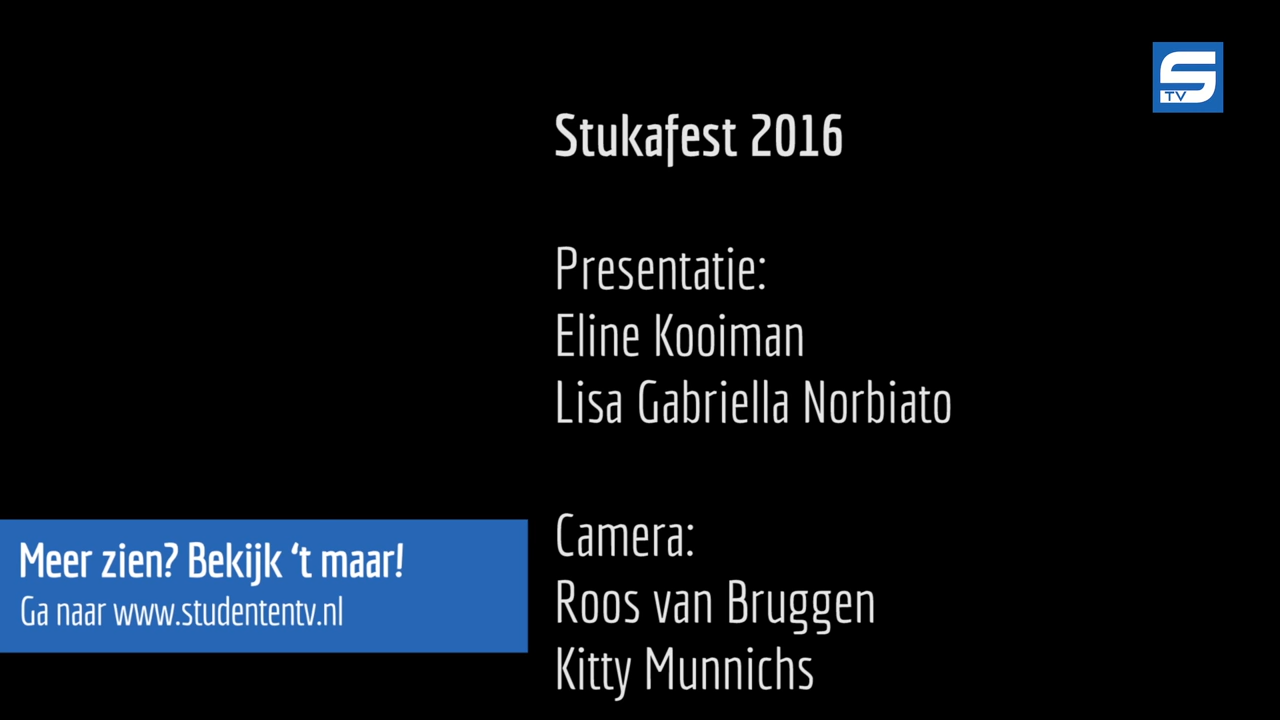 S
TV
Stukafest 2016
Presentatie:
Eline Kooiman
Lisa Gabriella Norbiato
Camera:
Roos van Bruggen
Kitty Munnichs
Meer zien? Bekijk ‘t maar!
Ga naar www.studententv.nl